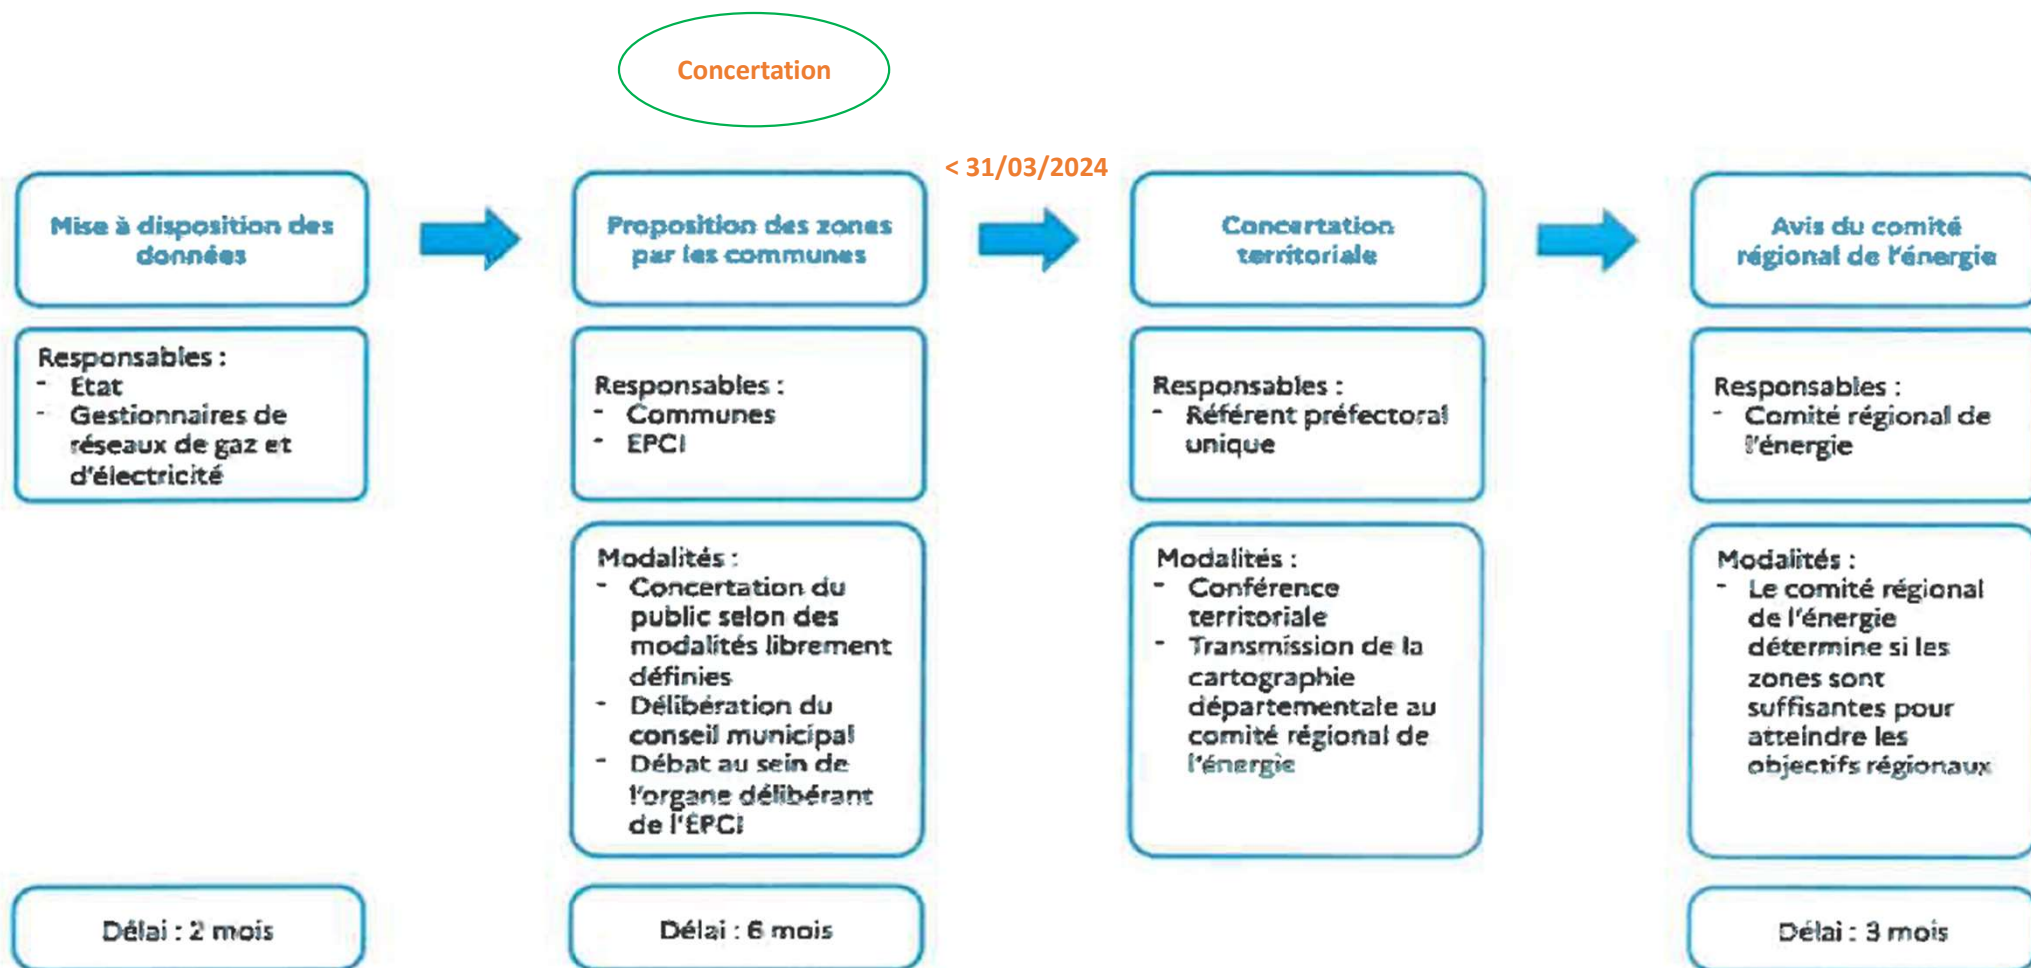 Concertation
< 31/03/2024
Mise à disposition des
données
Proposition des zones
par les communes
Concertation
territoriale
Avis du comité
régional de l'énergie
Responsables :
- Etat
- Gestionnaires de
réseaux de gaz et
d'électricité
Responsables :
- Communes
- EPCI
Responsables :
- Référent préfectoral
unique
Responsables :
- Comité régional de
l'énergie
Modalités :
- Concertation du
public selon des
modalités librement
définies
- Délibération du
conseil municipal
- Débat au sein de
l'organe délibérant
de l'EPCI
Modalités :
- Conférence
territoriale
- Transmission de la
cartographie
départementale au
comité régional de
l'énergie
Modalités :
- Le comité régional
de l'énergie
détermine si les
zones sont
suffisantes pour
atteindre les
objectifs régionaux
Délai : 2 mois
Délai : 6 mois
Délai : 3 mois